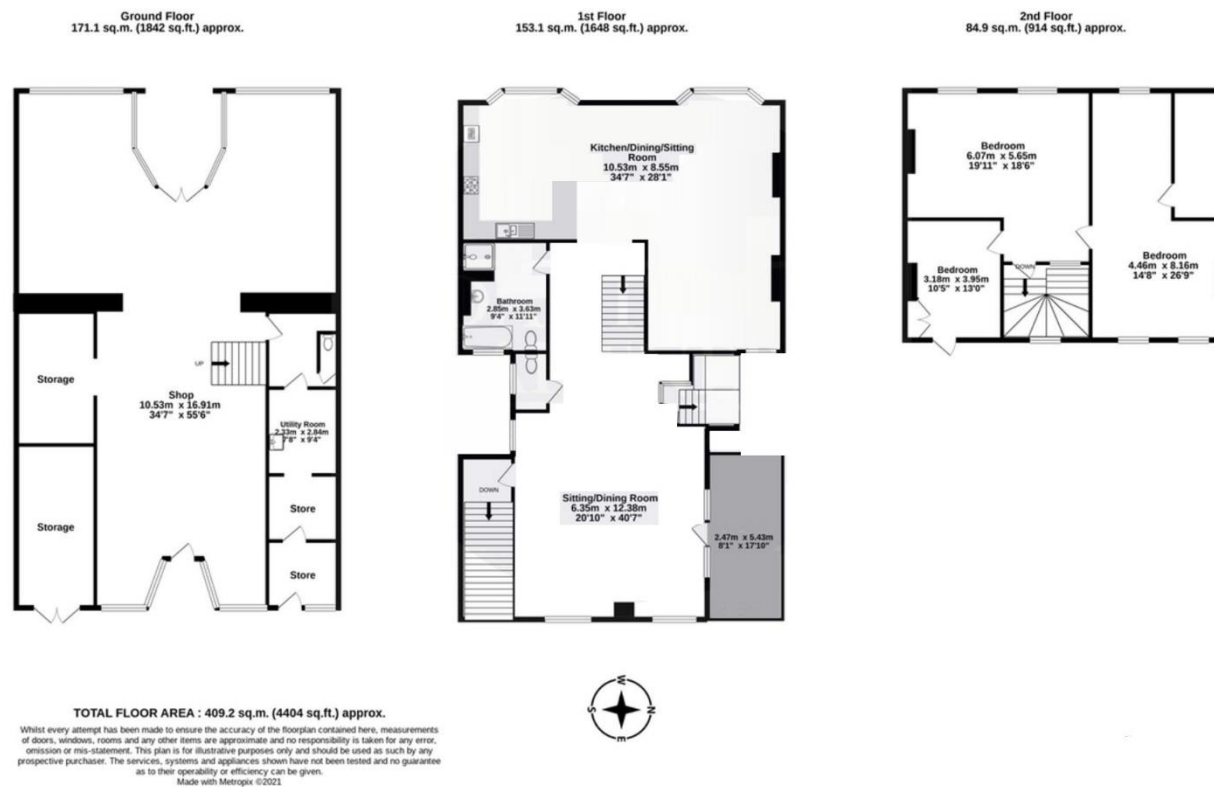 Ground Floor
171.1 sq.m. (1842 sq.ft.) approx.
1st Floor
153.1 sq.m. (1648 sq.ft.) approx.
2nd Floor
84.9 sq.m. (914 sq.ft.) approx.
Storage
Storage
UP
Shop
10.53m x 16.91m
34'7" x 55'6"
Utility Room
2.33m x 2.84m
7'8" x 9'4"
Store
Store
Kitchen/Dining/Sitting
Room
10.53m x 8.55m
34'7" x 28'1"
Bathroom
2.85m x 3.63m
9'4" x 11'11"
DOWN
Sitting/Dining Room
6.35m x 12.38m
20'10" x 40'7"
2.47m x 5.43m
8'1" x 17'10"
Bedroom
6.07m x 5.65m
19'11" x 18'6"
Bedroom
3.18m x 3.95m
10'5" x 13'0"
DOWN
Bedroom
4.46m x 8.16m
14'8" x 26'9"
W
S
N
E
TOTAL FLOOR AREA : 409.2 sq.m. (4404 sq.ft.) approx.
Whilst every attempt has been made to ensure the accuracy of the floorplan contained here, measurements
of doors, windows, rooms and any other items are approximate and no responsibility is taken for any error,
omission or mis-statement. This plan is for illustrative purposes only and should be used as such by any
prospective purchaser. The services, systems and appliances shown have not been tested and no guarantee
as to their operability or efficiency can be given.
Made with Metropix ©2021